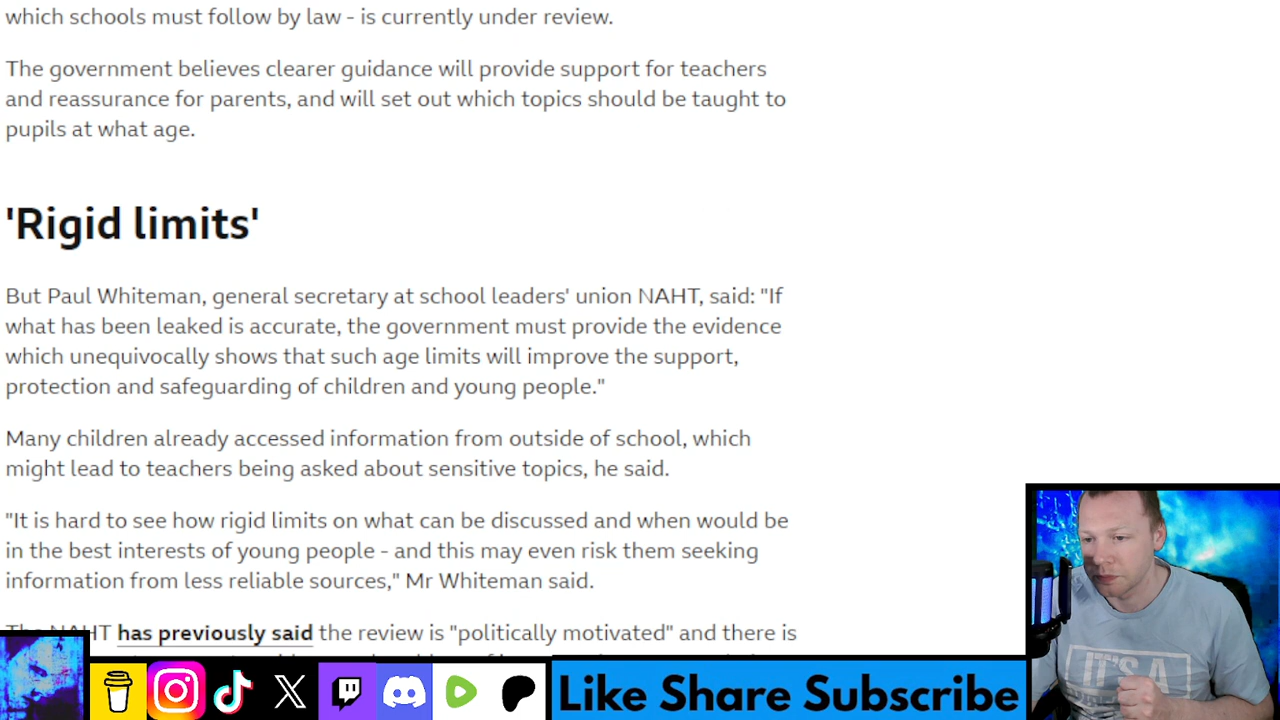 which schools must follow by law - is currently under review.
The government believes clearer guidance will provide support for teachers
and reassurance for parents, and will set out which topics should be taught to
pupils at what age.
'Rigid limits'
But Paul Whiteman, general secretary at school leaders' union NAHT, said: "If
what has been leaked is accurate, the government must provide the evidence
which unequivocally shows that such age limits will improve the support,
protection and safeguarding of children and young people."
Many children already accessed information from outside of school, which
might lead to teachers being asked about sensitive topics, he said.
"It is hard to see how rigid limits on what can be discussed and when would be
in the best interests of young people - and this may even risk them seeking
information from less reliable sources," Mr Whiteman said.
The NAHT has previously said the review is "politically motivated" and there is
IT'S A
Like Share Subscribe